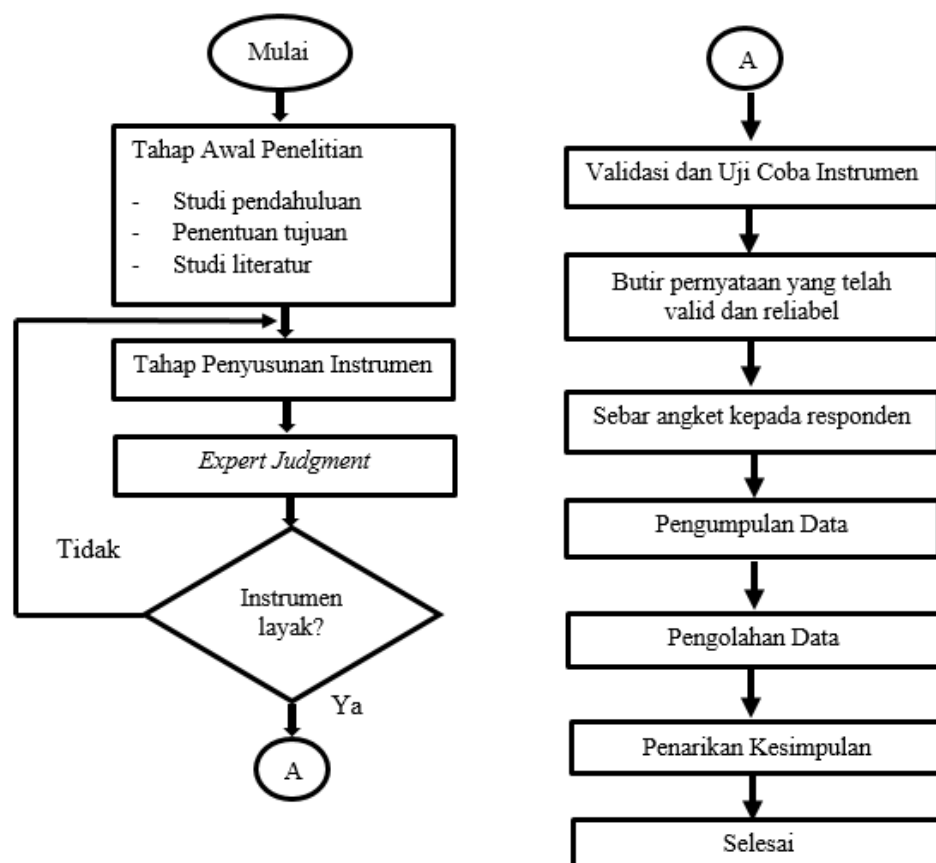 Mulai
Tahap Awal Penelitian
- Studi pendahuluan
- Penentuan tujuan
- Studi literatur
Tahap Penyusunan Instrumen
Expert Judgment
Tidak
Instrumen
layak?
Ya
A
A
Validasi dan Uji Coba Instrumen
Butir pernyataan yang telah
valid dan reliabel
Sebar angket kepada responden
Pengumpulan Data
Pengolahan Data
Penarikan Kesimpulan
Selesai